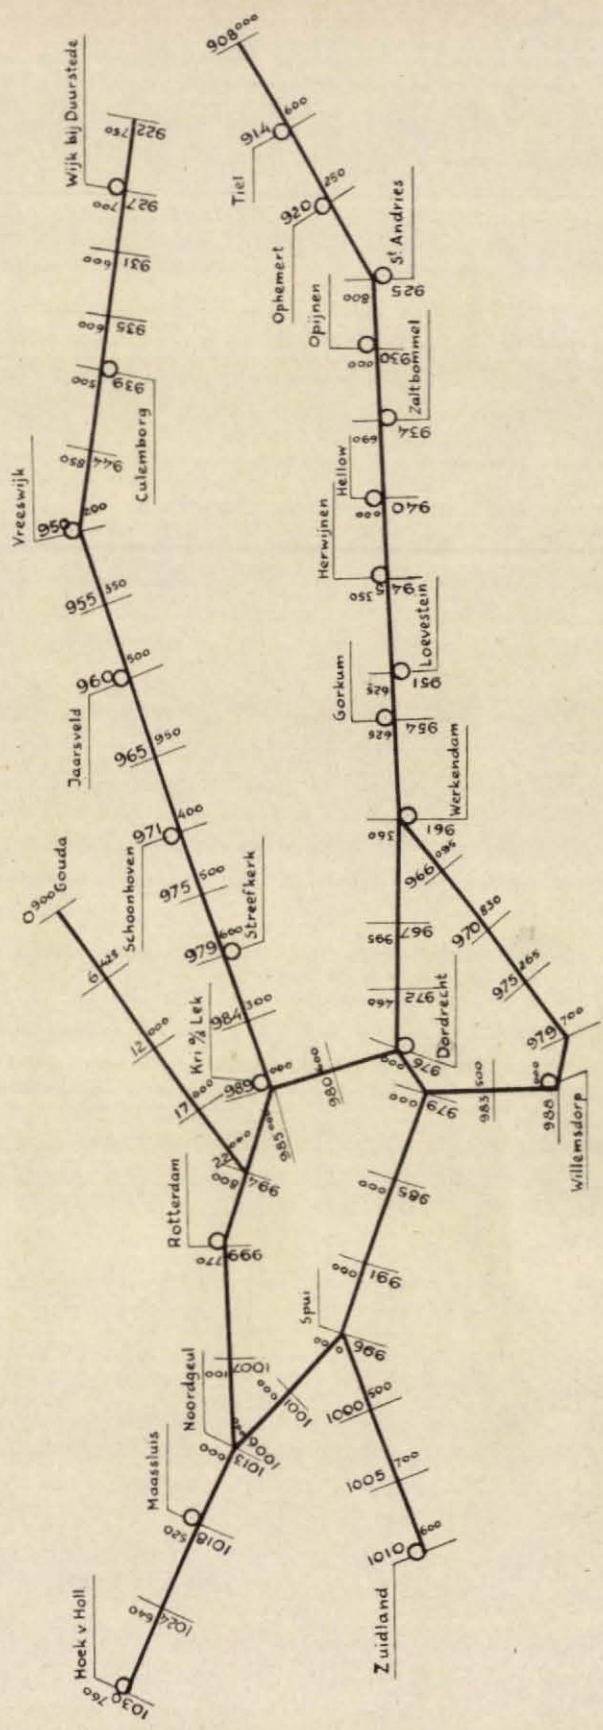 Hoek v. Holl.
1030 760
1024 640
Maassluis
1018 520
Noordgeul
1013 000
1006 000
1007 100
Rotterdam
999 770
994 800
22 000
17 000
12 000
6 425
900 Gouda
Kri o/d Lek
989 000
985 000
984 300
Streefkerk
979 600
975 500
Schoonhoven
971 400
965 950
Jaarsveld
960 500
955 350
Vreeswijk
950 200
944 850
Culemborg
939 500
935 600
931 600
Wijk bij Duurstede
927 700
922 750
Zuidland
1010 600
1005 700
1000 500
Spui
996 000
1001 000
991 000
985 000
979 000
983 500
Willemsdorp
988 000
979 700
975 265
970 830
966 095
980 400
Dordrecht
976 000
972 460
967 995
Werkendam
961 360
Gorkum
954 625
Loevestein
951 625
Herwijnen
945 350
Hellow
940 000
Zaltbommel
934 690
Opijnen
930 000
St Andries
925 800
Ophemert
920 250
Tiel
914 600
908 000